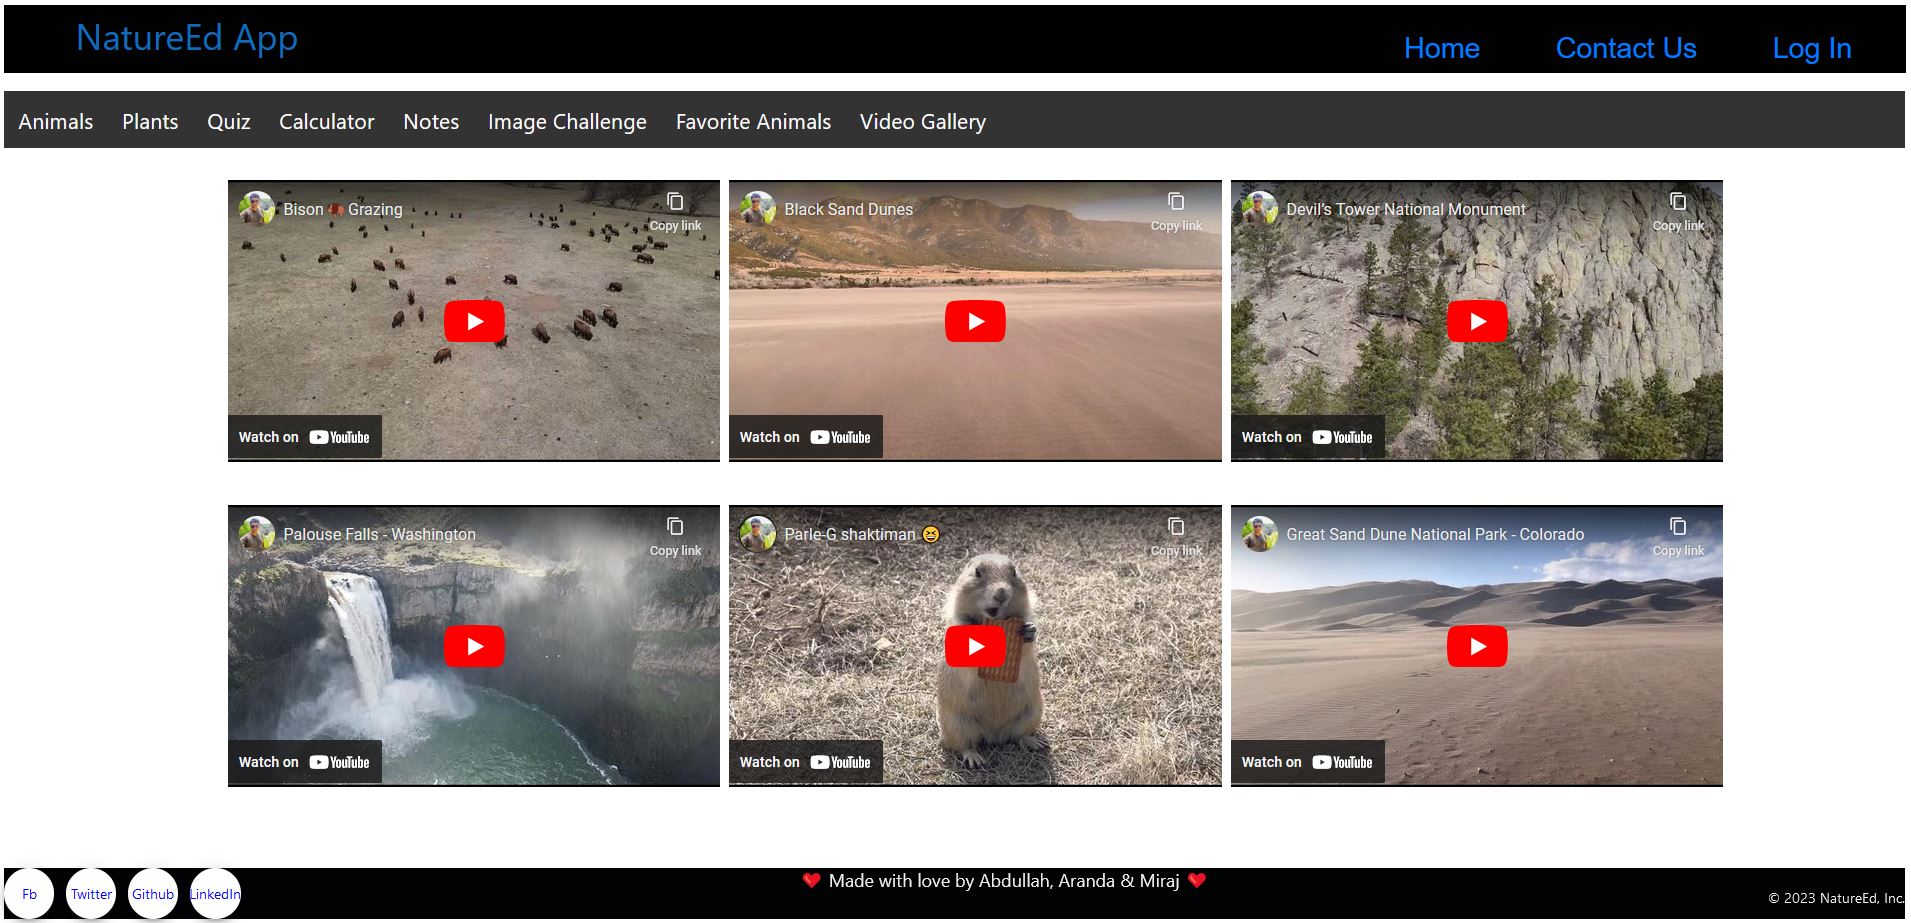 NatureEd App
Home Contact Us Log In
Animals Plants Quiz Calculator Notes Image Challenge Favorite Animals Video Gallery
Bison 🦬 Grazing
Copy link
Watch on YouTube
Black Sand Dunes
Copy link
Watch on YouTube
Devil's Tower National Monument
Copy link
Watch on YouTube
Palouse Falls - Washington
Copy link
Watch on YouTube
Parle-G shaktiman 😆
Copy link
Watch on YouTube
Great Sand Dune National Park - Colorado
Copy link
Watch on YouTube
Fb Twitter Github LinkedIn
❤️ Made with love by Abdullah, Aranda & Miraj ❤️
© 2023 NatureEd, Inc.